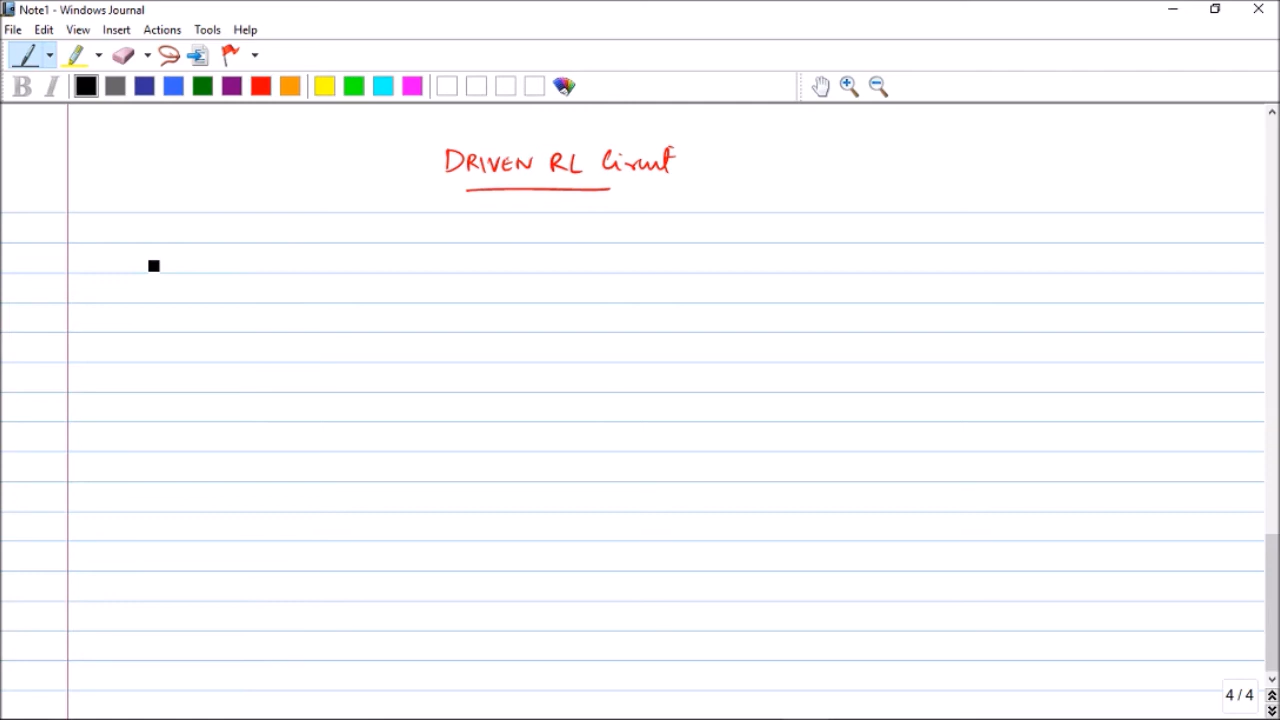 Note1 - Windows Journal
File Edit View Insert Actions Tools Help
B I
DRIVEN RL Circuit
4 / 4